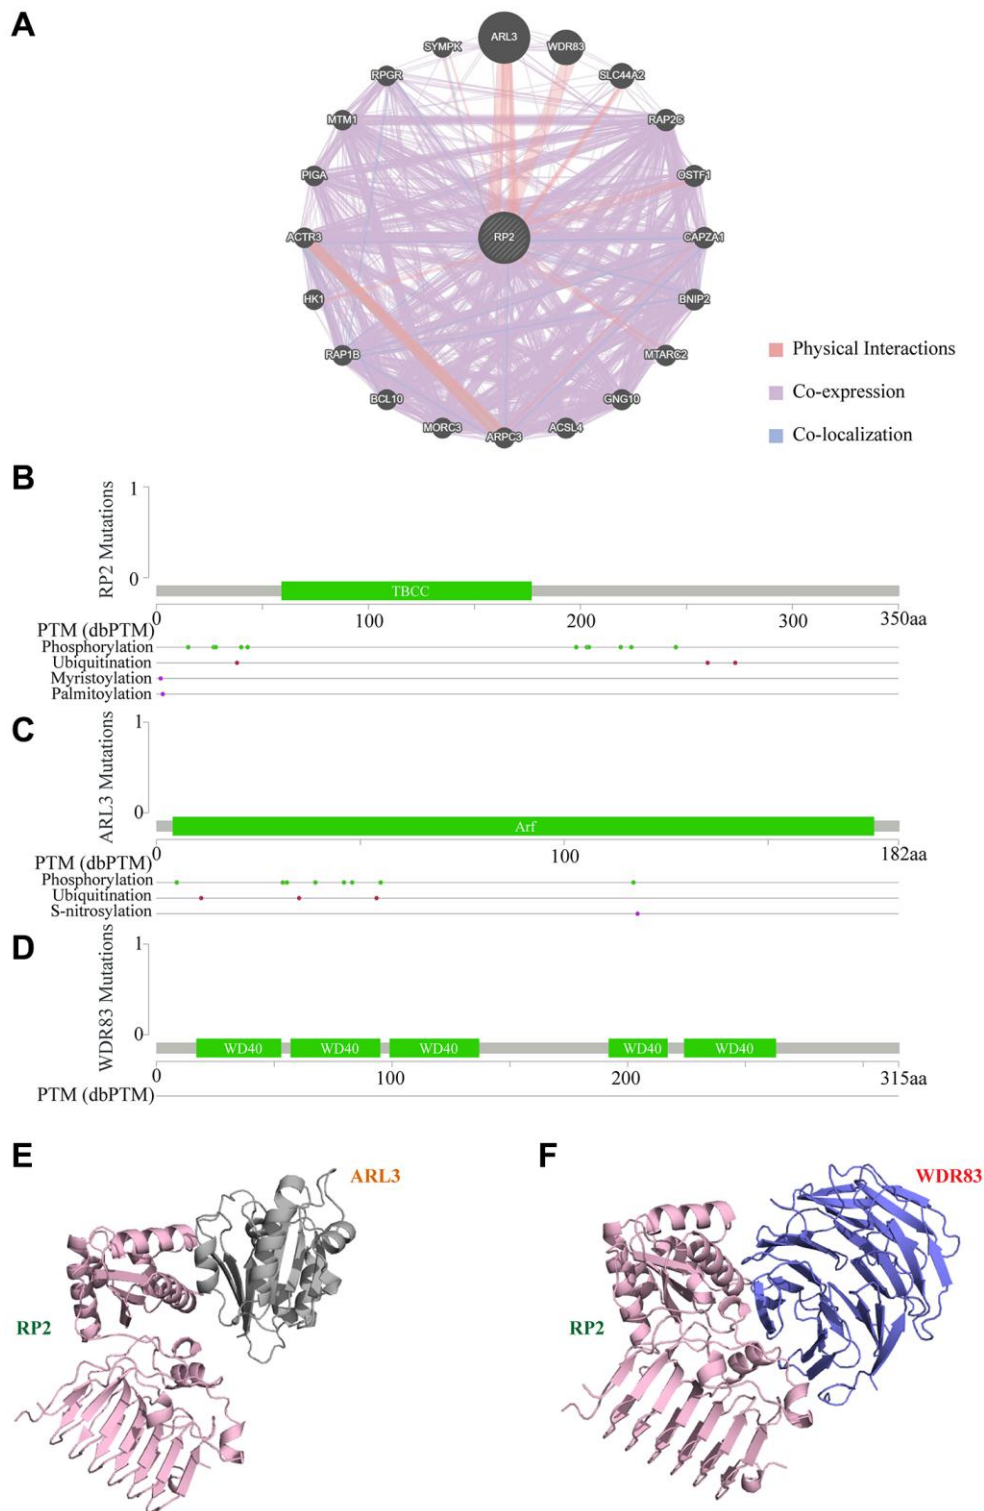 A
ARL3
SYMPK
WDR83
RPGR
SLC44A2
MTM1
RAP2C
PIGA
OSTF1
ACTR3
RP2
CAPZA1
HK1
BNIP2
RAP1B
MTARC2
BCL10
GNG10
MORC3
ARPC3
ACSL4
Physical Interactions
Co-expression
Co-localization
B
RP2 Mutations
1
0
TBCC
0 100 200 300 350aa
PTM (dbPTM)
Phosphorylation
Ubiquitination
Myristoylation
Palmitoylation
C
ARL3 Mutations
1
0
Arf
0 100 182aa
PTM (dbPTM)
Phosphorylation
Ubiquitination
S-nitrosylation
D
WDR83 Mutations
1
0
WD40 WD40 WD40 WD40 WD40
0 100 200 315aa
PTM (dbPTM)
E
ARL3
RP2
F
WDR83
RP2